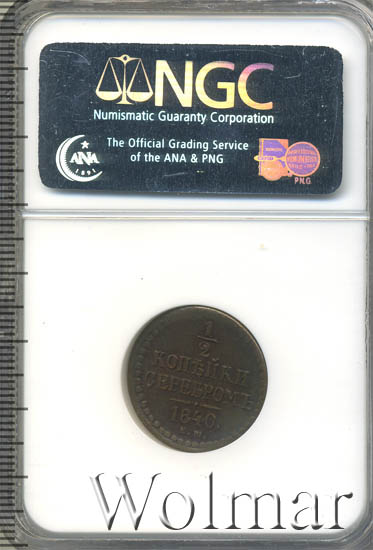 NGC
Numismatic Guaranty Corporation
The Official Grading Service
of the ANA & PNG
ANA
1891
PNG
1
2
КОПѢЙКИ
СЕРЕБРОМЪ
1840.
Wolmar